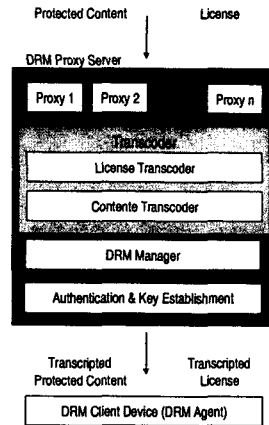 Protected Content License
DRM Proxy Server
Proxy 1 Proxy 2 Proxy n
Transcoder
License Transcoder
Contente Transcoder
DRM Manager
Authentication & Key Establishment
Transcripted Transcripted
Protected Content License
DRM Client Device (DRM Agent)